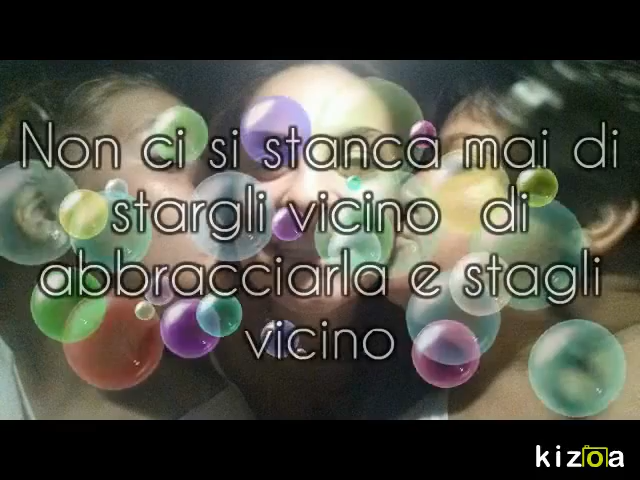 Non ci si stanca mai di
stargli vicino di
abbracciarla e stagli
vicino
kizoa